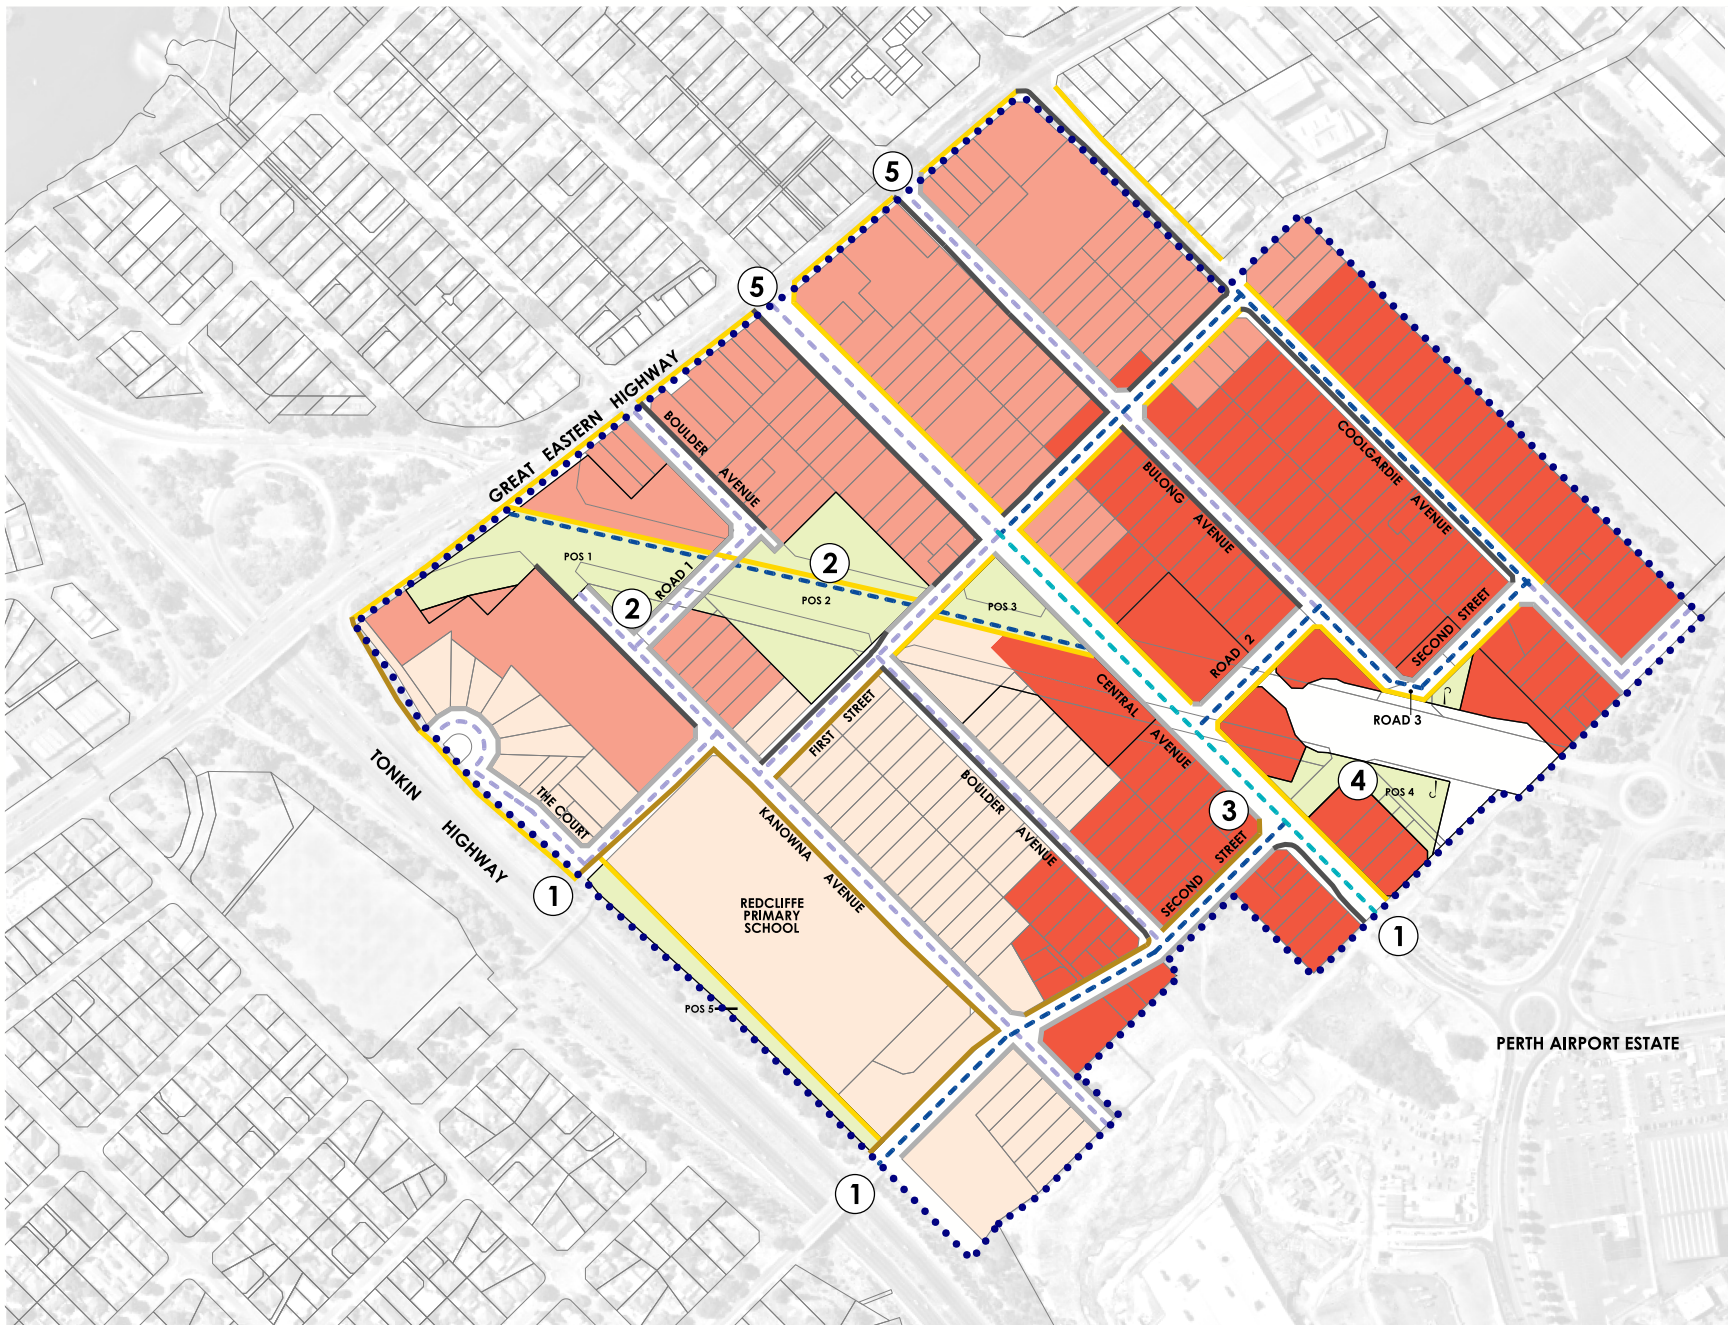 5
5
GREAT EASTERN HIGHWAY
BOULDER
AVENUE
COOLGARDIE
AVENUE
BULONG
AVENUE
POS 1
2
POS 2
ROAD 1
2
POS 3
SECOND STREET
ROAD 2
CENTRAL
AVENUE
ROAD 3
FIRST STREET
TONKIN
HIGHWAY
THE COURT
KANOWNA
AVENUE
BOULDER
AVENUE
3
4
POS 4
SECOND STREET
1
REDCLIFFE
PRIMARY
SCHOOL
1
POS 5
PERTH AIRPORT ESTATE
1